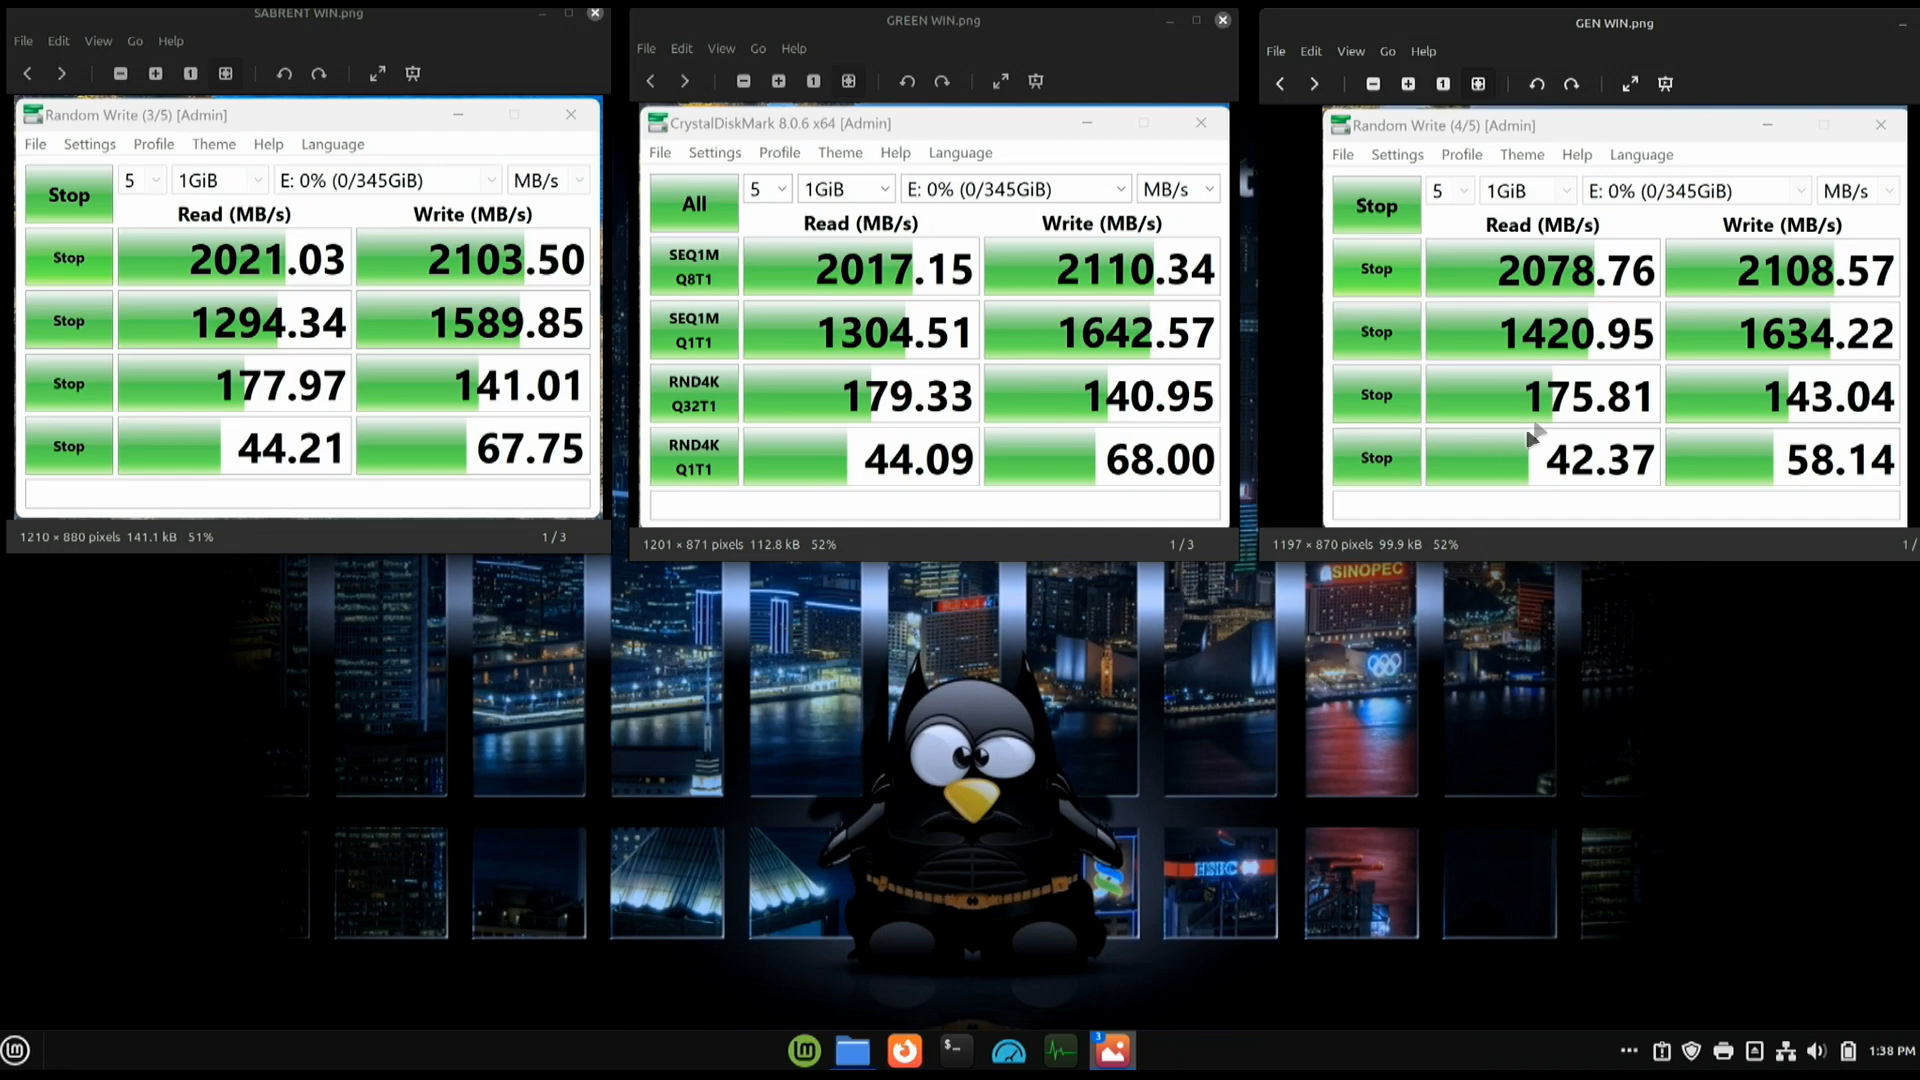 SABRENT WIN.png
File Edit View Go Help
Random Write (3/5) [Admin]
File Settings Profile Theme Help Language
Stop 5 1GiB E: 0% (0/345GiB) MB/s
Read (MB/s) Write (MB/s)
Stop 2021.03 2103.50
Stop 1294.34 1589.85
Stop 177.97 141.01
Stop 44.21 67.75
1210 × 880 pixels 141.1 kB 51% 1 / 3
GREEN WIN.png
File Edit View Go Help
CrystalDiskMark 8.0.6 x64 [Admin]
File Settings Profile Theme Help Language
All 5 1GiB E: 0% (0/345GiB) MB/s
Read (MB/s) Write (MB/s)
SEQ1M
Q8T1 2017.15 2110.34
SEQ1M
Q1T1 1304.51 1642.57
RND4K
Q32T1 179.33 140.95
RND4K
Q1T1 44.09 68.00
1201 × 871 pixels 112.8 kB 52% 1 / 3
GEN WIN.png
File Edit View Go Help
Random Write (4/5) [Admin]
File Settings Profile Theme Help Language
Stop 5 1GiB E: 0% (0/345GiB) MB/s
Read (MB/s) Write (MB/s)
Stop 2078.76 2108.57
Stop 1420.95 1634.22
Stop 175.81 143.04
Stop 42.37 58.14
1197 × 870 pixels 99.9 kB 52% 1 /
SINOPEC
HSBC
3
1:38 PM